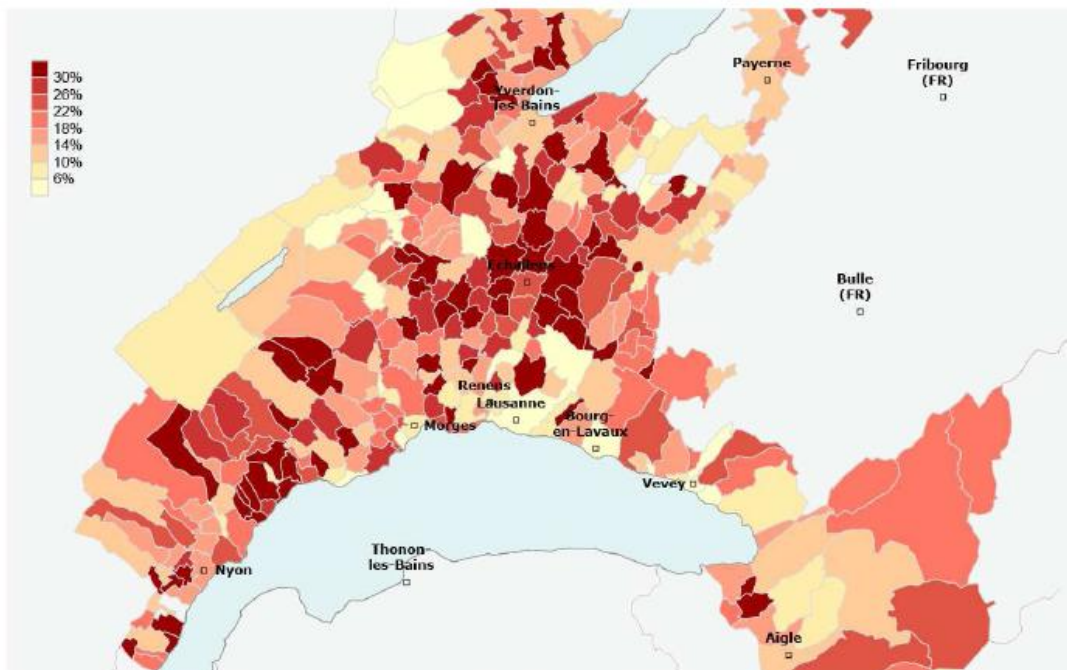 30%
26%
22%
18%
14%
10%
6%
Payerne
Fribourg
(FR)
Yverdon-
les-Bains
Echallens
Bulle
(FR)
Renens
Lausanne
Bourg-
en-Lavaux
Morges
Vevey
Thonon-
les-Bains
Nyon
Aigle